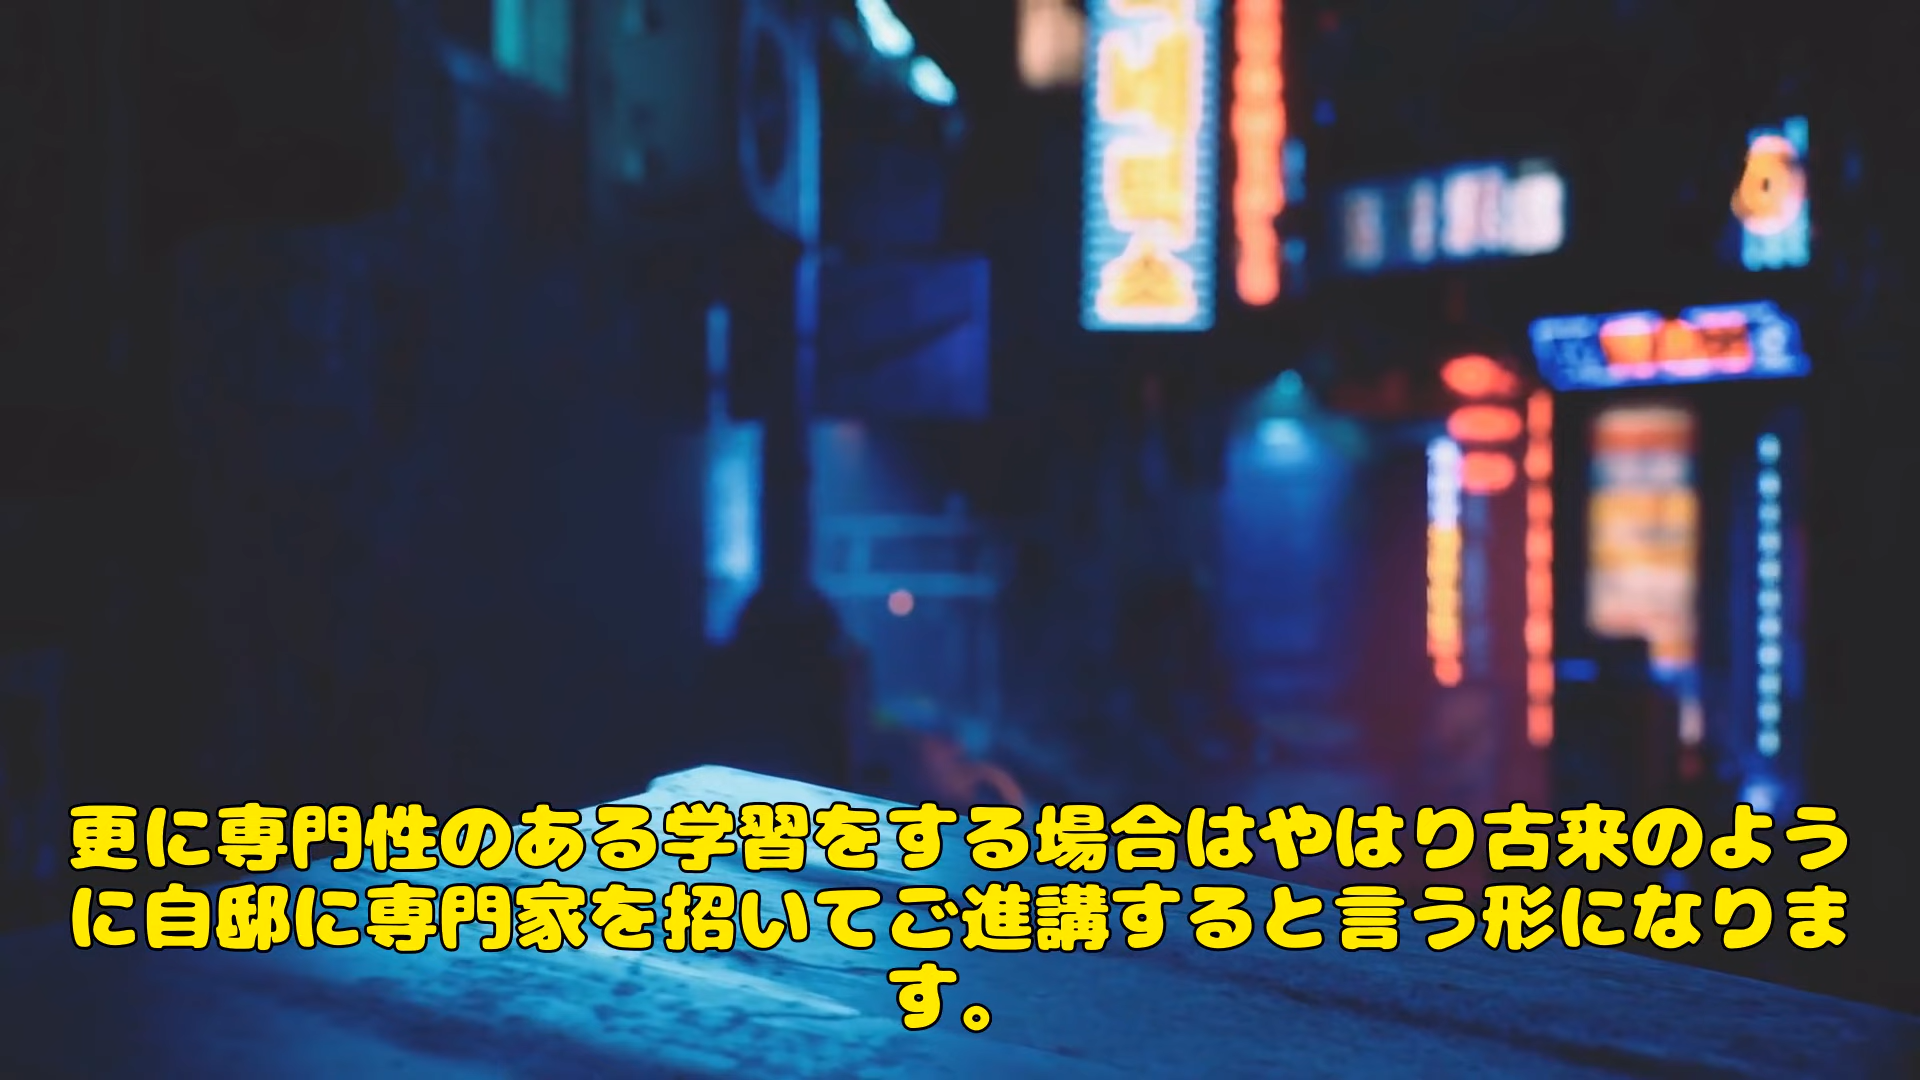 更に専門性のある学習をする場合はやはり古来のよう
に自邸に専門家を招いてご進講すると言う形になりま
す。